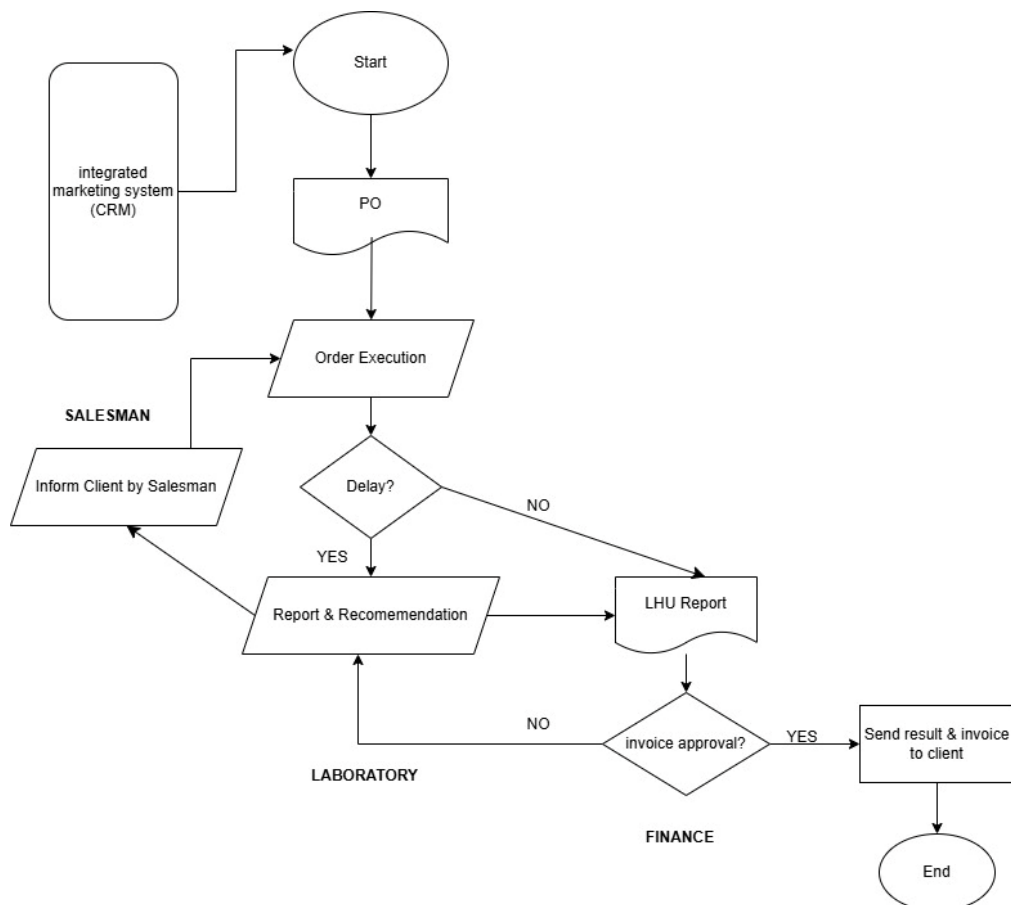 Start
integrated
marketing system
(CRM)
PO
Order Execution
SALESMAN
Inform Client by Salesman
Delay?
NO
YES
Report & Recomemendation
LHU Report
NO
invoice approval?
YES
Send result & invoice
to client
LABORATORY
FINANCE
End